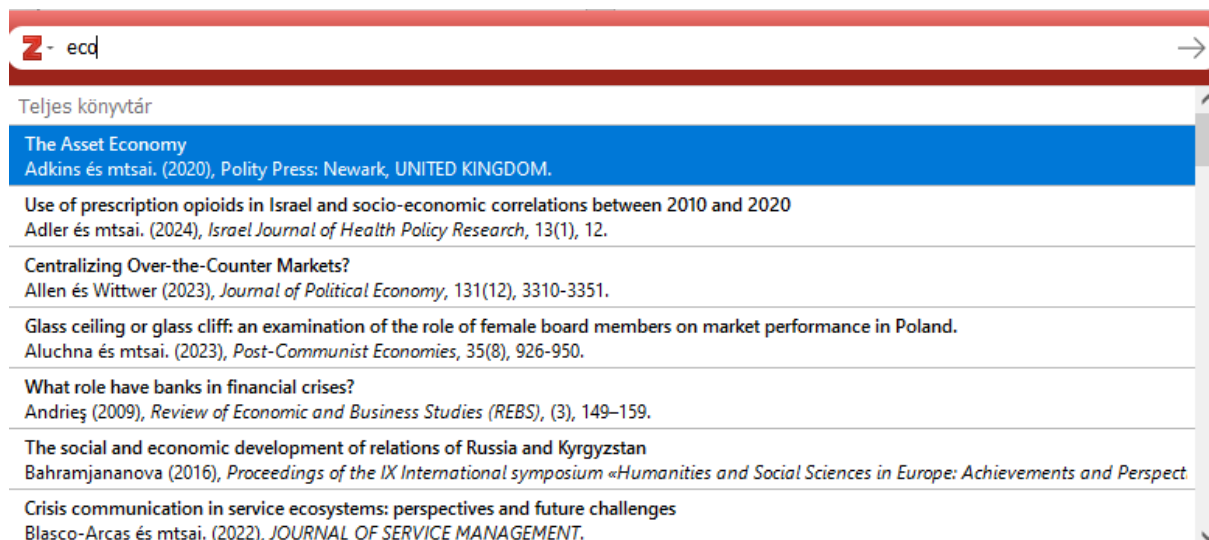 Z eco
Teljes könyvtár
The Asset Economy
Adkins és mtsai. (2020), Polity Press: Newark, UNITED KINGDOM.
Use of prescription opioids in Israel and socio-economic correlations between 2010 and 2020
Adler és mtsai. (2024), Israel Journal of Health Policy Research, 13(1), 12.
Centralizing Over-the-Counter Markets?
Allen és Wittwer (2023), Journal of Political Economy, 131(12), 3310-3351.
Glass ceiling or glass cliff: an examination of the role of female board members on market performance in Poland.
Aluchna és mtsai. (2023), Post-Communist Economies, 35(8), 926-950.
What role have banks in financial crises?
Andrieş (2009), Review of Economic and Business Studies (REBS), (3), 149–159.
The social and economic development of relations of Russia and Kyrgyzstan
Bahramjananova (2016), Proceedings of the IX International symposium «Humanities and Social Sciences in Europe: Achievements and Perspect
Crisis communication in service ecosystems: perspectives and future challenges
Blasco-Arcas és mtsai. (2022), JOURNAL OF SERVICE MANAGEMENT.